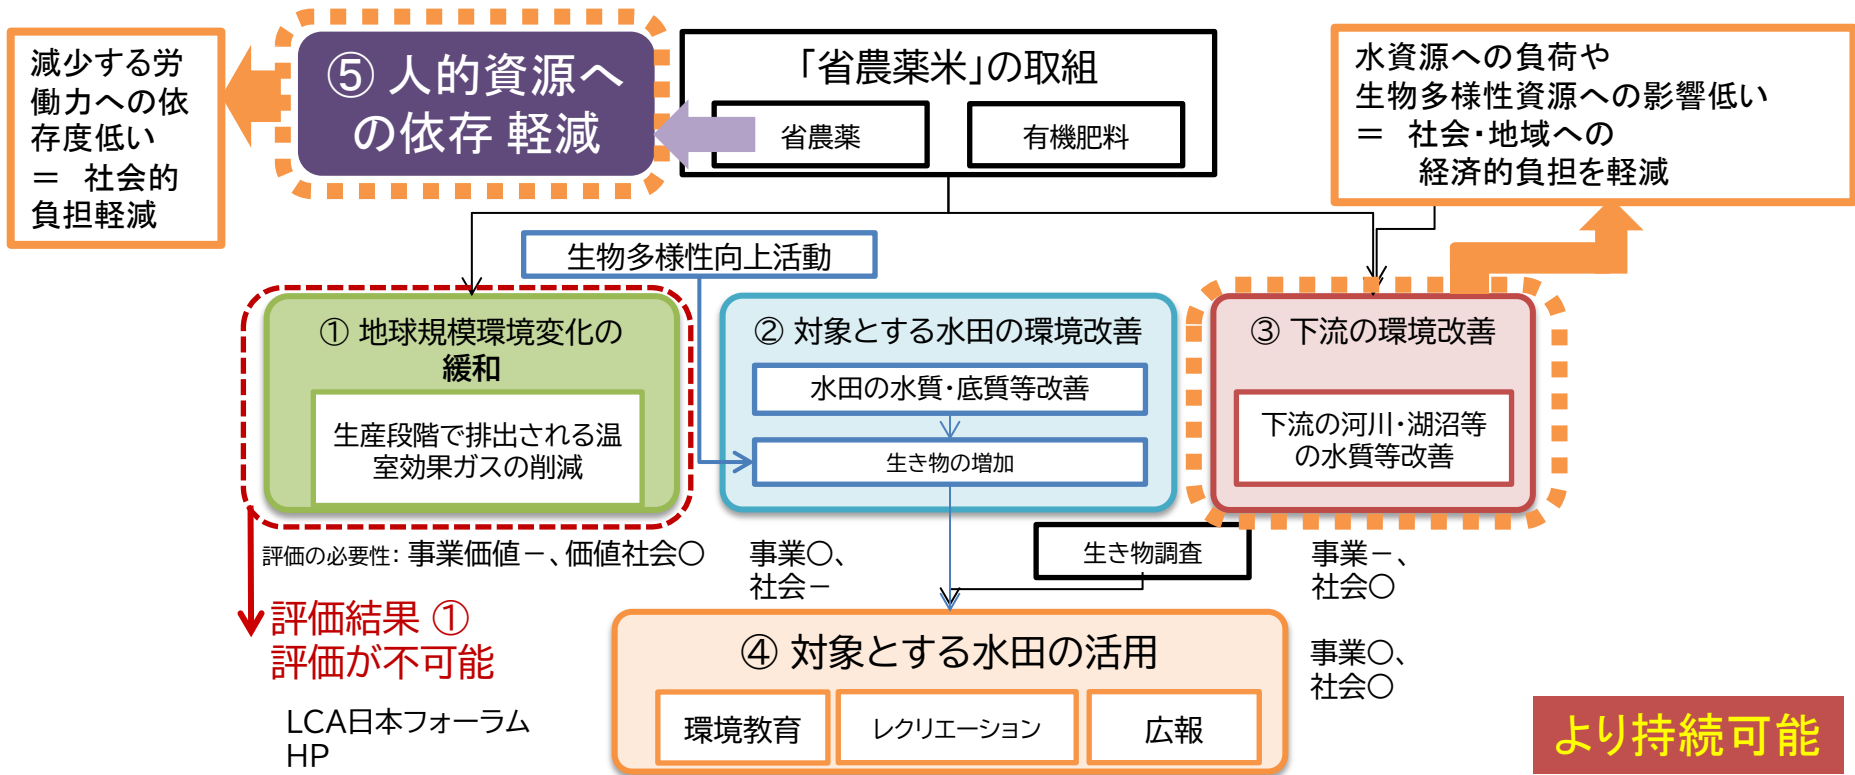 減少する労
働力への依
存度低い
＝ 社会的
負担軽減
⑤ 人的資源へ
の依存 軽減
「省農薬米」の取組
省農薬
有機肥料
水資源への負荷や
生物多様性資源への影響低い
＝ 社会・地域への
経済的負担を軽減
生物多様性向上活動
① 地球規模環境変化の
緩和
生産段階で排出される温
室効果ガスの削減
② 対象とする水田の環境改善
水田の水質・底質等改善
生き物の増加
③ 下流の環境改善
下流の河川・湖沼等
の水質等改善
評価の必要性: 事業価値－、価値社会〇
事業〇、
社会－
生き物調査
事業－、
社会〇
評価結果 ①
評価が不可能
LCA日本フォーラム
HP
④ 対象とする水田の活用
環境教育
レクリエーション
広報
事業〇、
社会〇
より持続可能